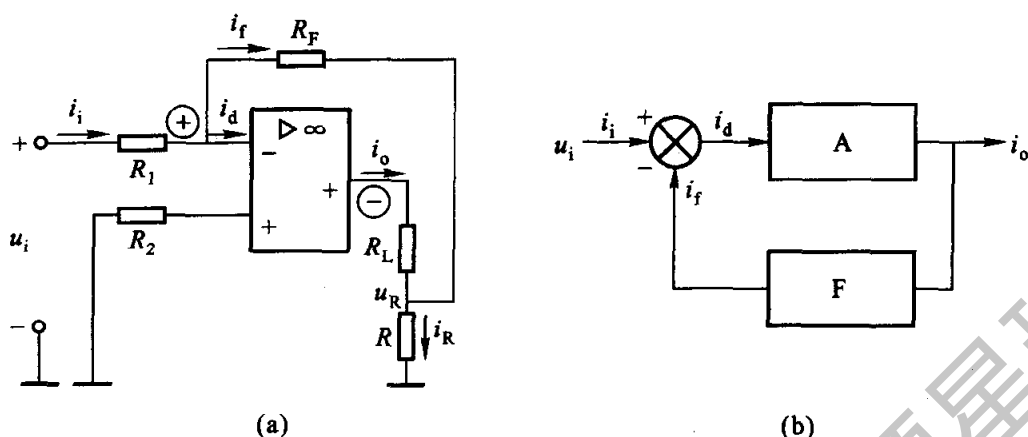 i_f R_F
i_i + i_d ▷ ∞
+ R_1 − i_o
+ −
u_i R_2 + R_L
u_R
− R i_R
(a)
u_i i_i + i_d A i_o
− i_f
F
(b)